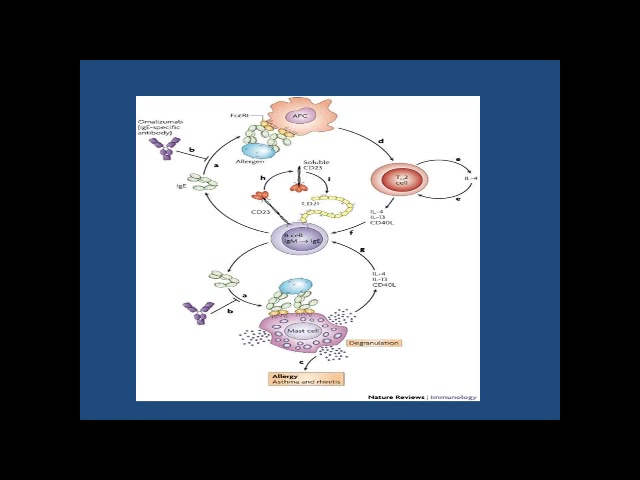 FcεRI
APC
Omalizumab
(IgE-specific
antibody)
b
a
d
Allergen
Soluble
CD23
h
i
e
TH2
cell
IL-4
e
IgE
CD23
CD21
IL-4
IL-13
CD40L
f
B cell
IgM → IgE
g
IL-4
IL-13
CD40L
a
b
Mast cell
Degranulation
c
Allergy
Asthma and rhinitis
Nature Reviews | Immunology